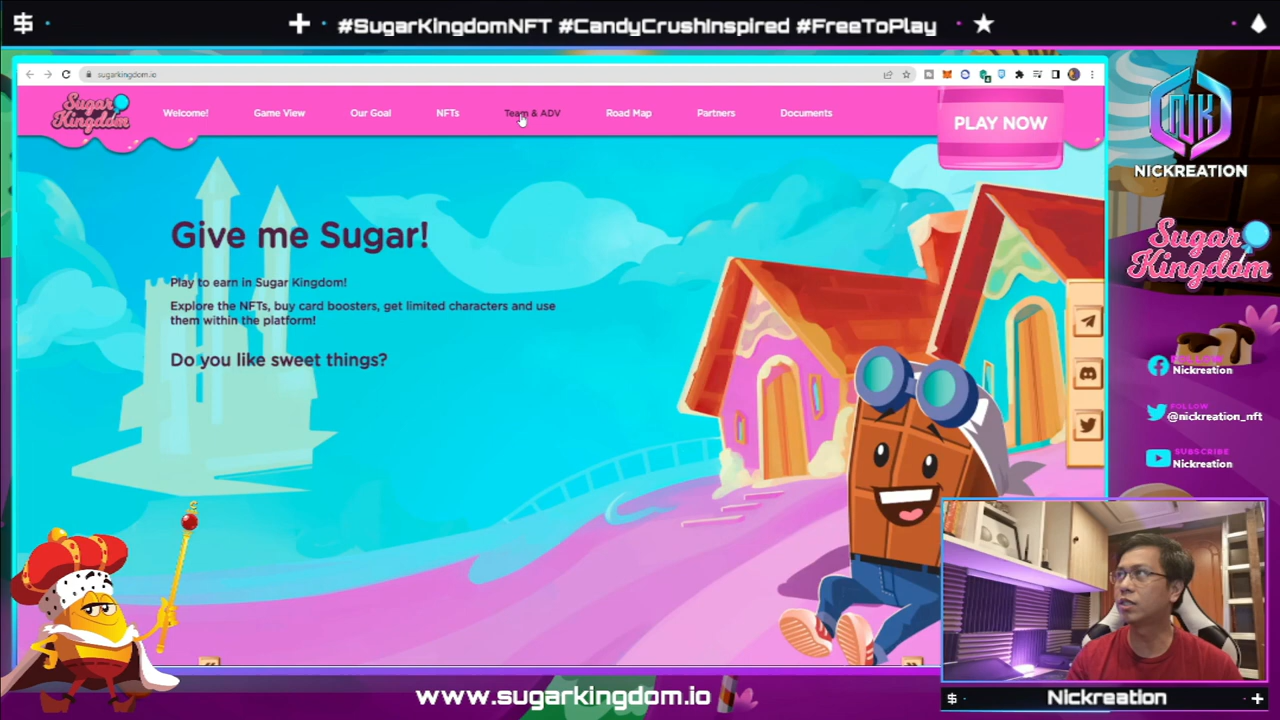 #SugarKingdomNFT #CandyCrushInspired #FreeToPlay
sugarkingdom.io
Sugar Kingdom
Welcome!
Game View
Our Goal
NFTs
Team & ADV
Road Map
Partners
Documents
PLAY NOW
NICKREATION
Give me Sugar!
Play to earn in Sugar Kingdom!
Explore the NFTs, buy card boosters, get limited characters and use
them within the platform!
Do you like sweet things?
Sugar
Kingdom
FOLLOW
Nickreation
FOLLOW
@nickreation_nft
SUBSCRIBE
Nickreation
www.sugarkingdom.io
Nickreation